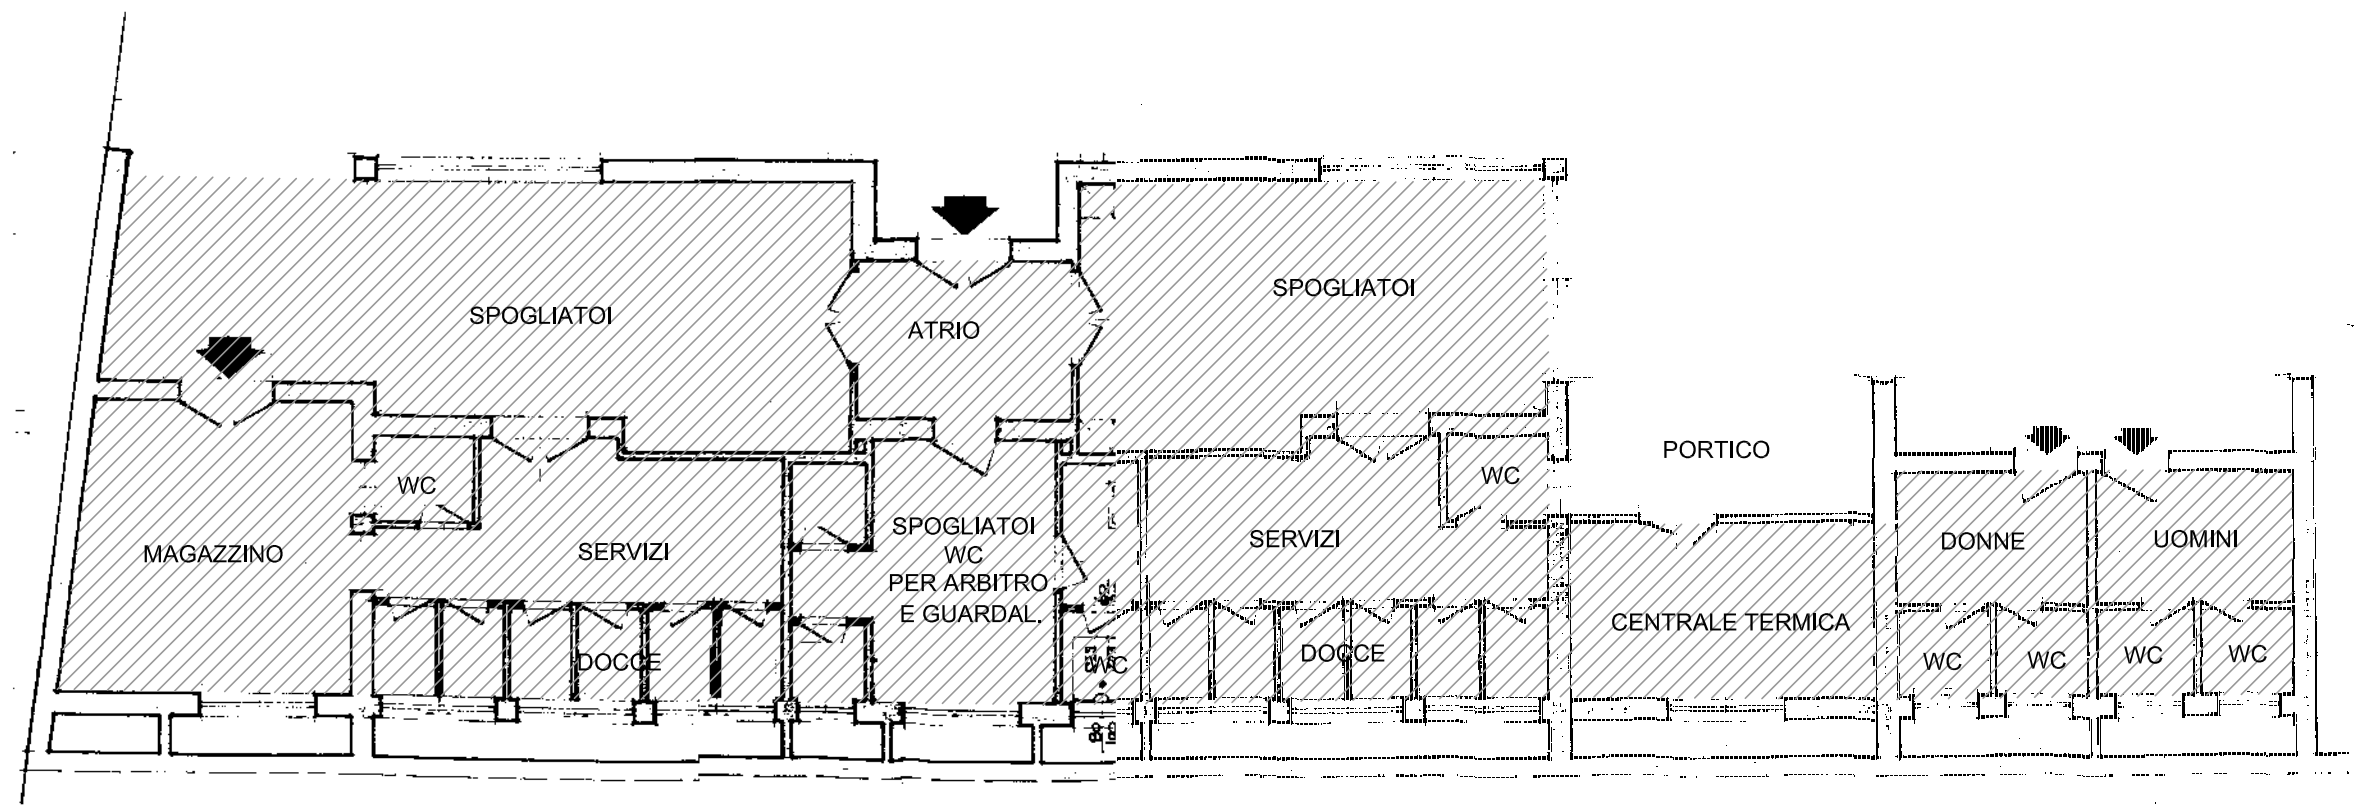 SPOGLIATOI
ATRIO
SPOGLIATOI
PORTICO
WC
WC
MAGAZZINO
SERVIZI
SPOGLIATOI
WC
PER ARBITRO
E GUARDAL.
SERVIZI
DONNE
UOMINI
CENTRALE TERMICA
DOCCE
WC
DOCCE
WC
WC
WC
WC